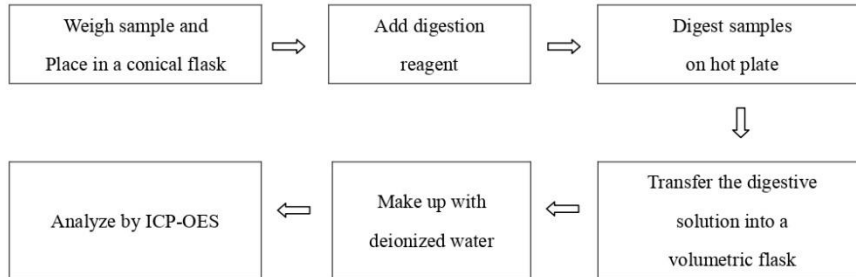 Weigh sample and
Place in a conical flask
Add digestion
reagent
Digest samples
on hot plate
Transfer the digestive
solution into a
volumetric flask
Make up with
deionized water
Analyze by ICP-OES